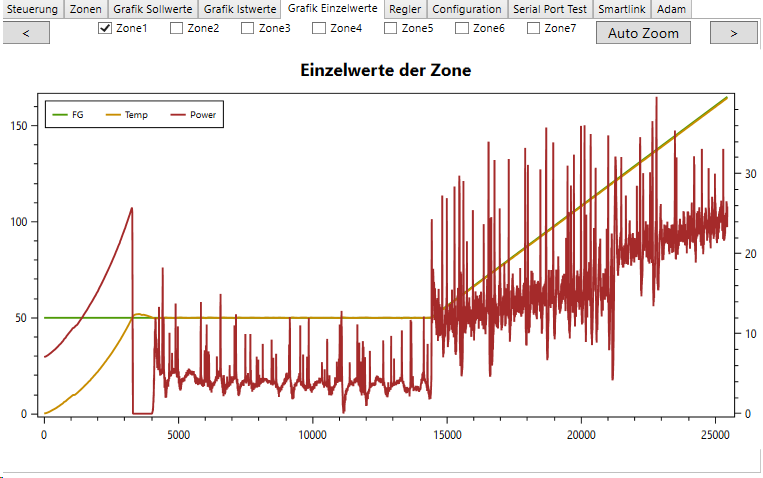 Steuerung Zonen Grafik Sollwerte Grafik Istwerte Grafik Einzelwerte Regler Configuration Serial Port Test Smartlink Adam
< Zone1 Zone2 Zone3 Zone4 Zone5 Zone6 Zone7 Auto Zoom >
Einzelwerte der Zone
FG Temp Power
150
100
50
0
30
20
10
0
0 5000 10000 15000 20000 25000